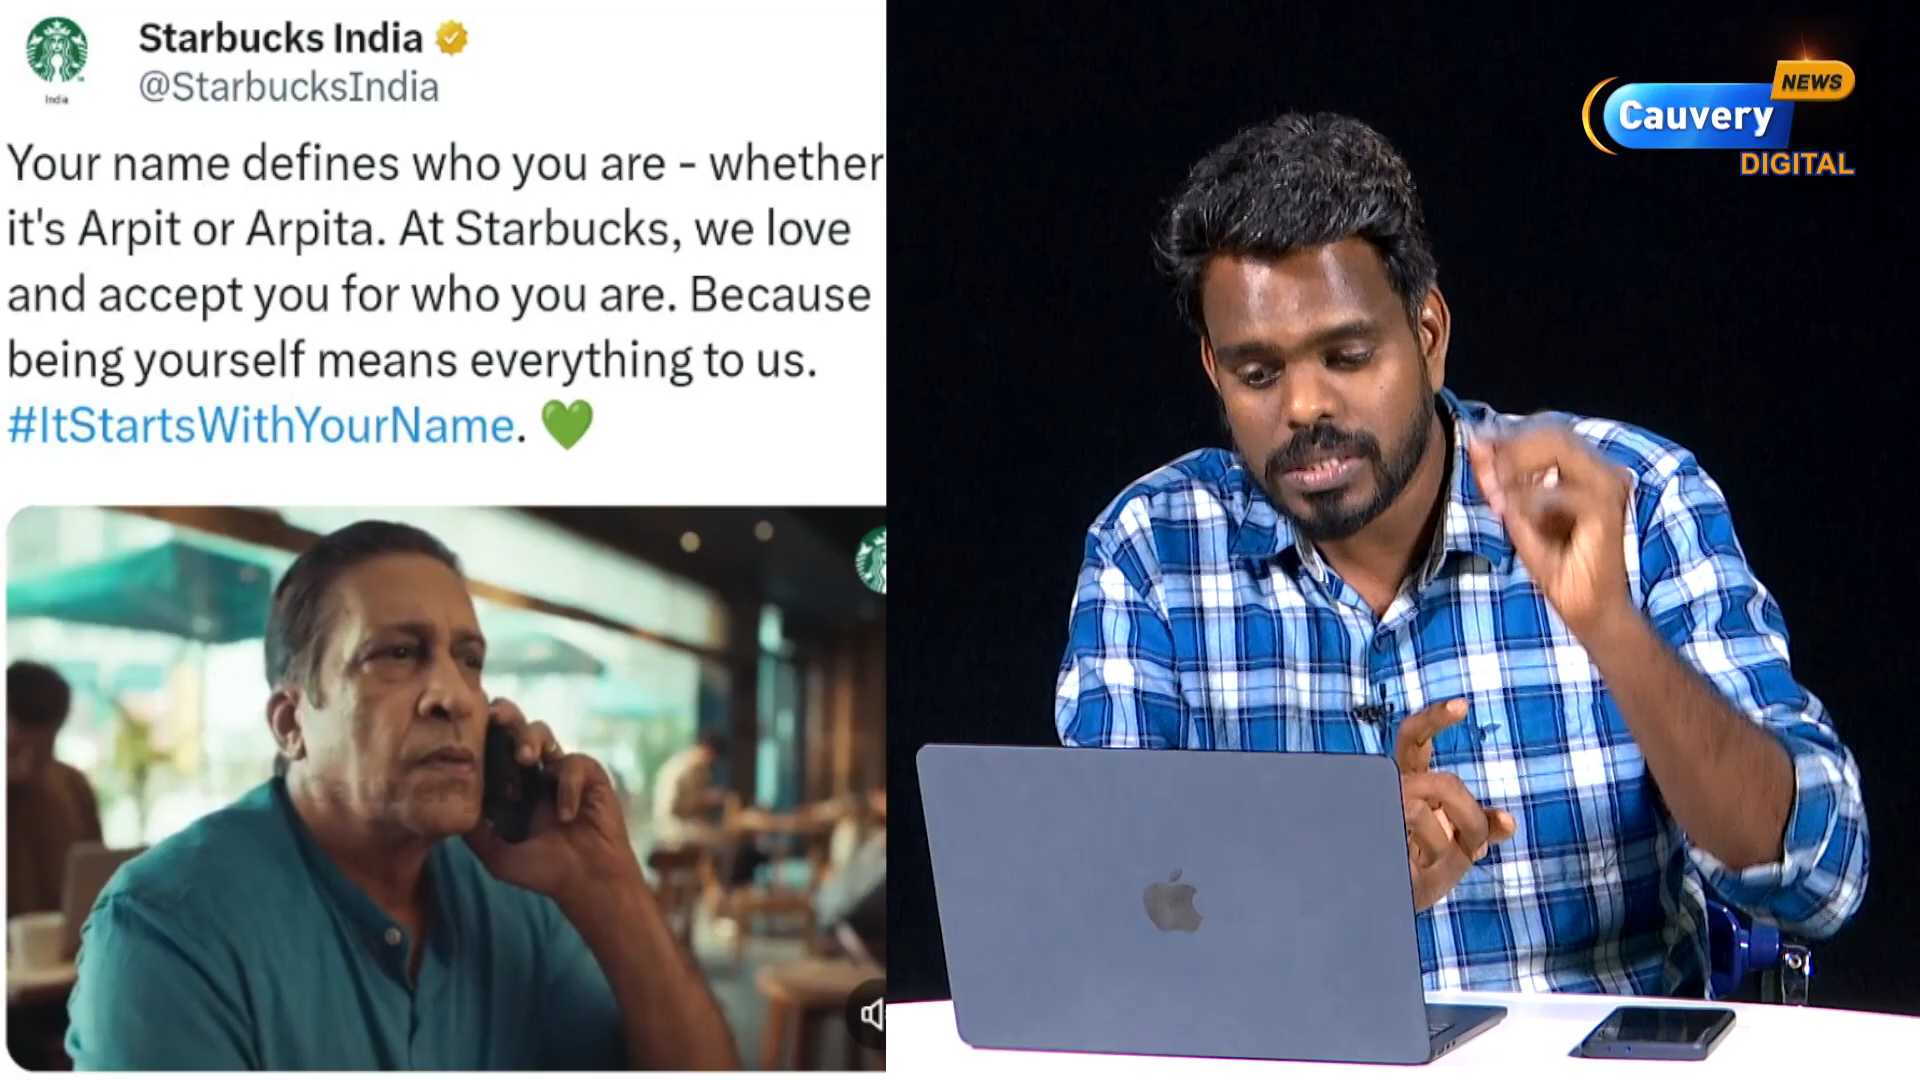 Starbucks India
@StarbucksIndia
India
Your name defines who you are - whether
it's Arpit or Arpita. At Starbucks, we love
and accept you for who you are. Because
being yourself means everything to us.
#ItStartsWithYourName. 💚
NEWS
Cauvery
DIGITAL